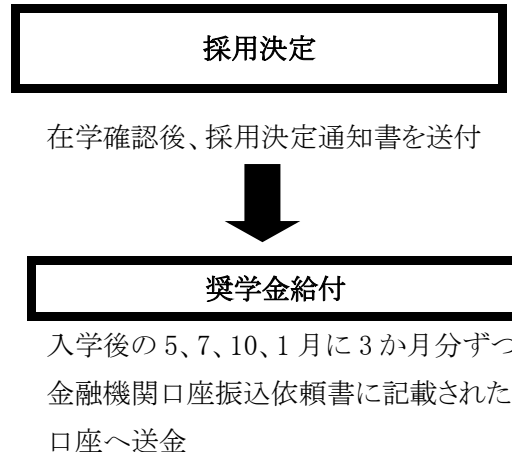 採用決定
在学確認後、採用決定通知書を送付
奨学金給付
入学後の 5、7、10、1 月に 3 か月分ずつ
金融機関口座振込依頼書に記載された
口座へ送金